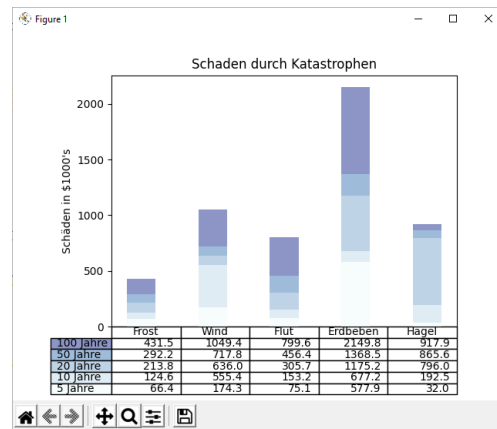 Figure 1
Schaden durch Katastrophen
Schäden in $1000's
2000
1500
1000
500
0
Frost Wind Flut Erdbeben Hagel
100 Jahre 431.5 1049.4 799.6 2149.8 917.9
50 Jahre 292.2 717.8 456.4 1368.5 865.6
20 Jahre 213.8 636.0 305.7 1175.2 796.0
10 Jahre 124.6 555.4 153.2 677.2 192.5
5 Jahre 66.4 174.3 75.1 577.9 32.0